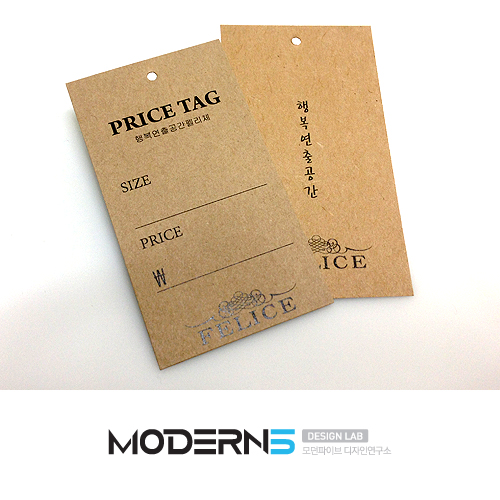 PRICE TAG
행복연출공간펠리체
SIZE
PRICE
₩
FELICE
행복연출공간
LICE
MODERN5
DESIGN LAB
모던파이브 디자인연구소